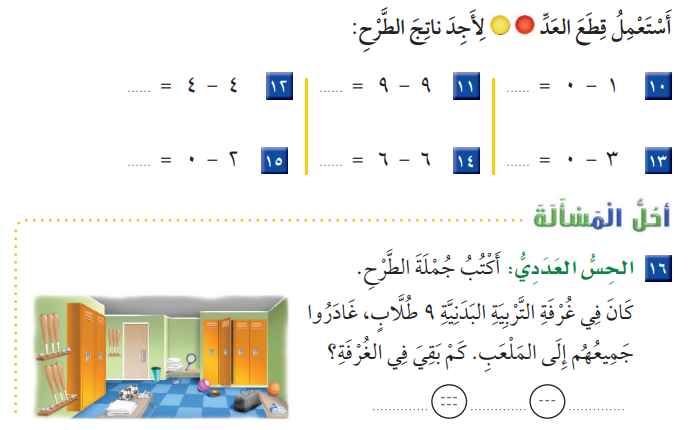 أَسْتَعْمِلُ قِطَعَ العَدِّ لِأَجِدَ ناتِجَ الطَّرْحِ:
١٠ ١ − ٠ = ...... ١١ ٩ − ٩ = ...... ١٢ ٤ − ٤ = ......
١٣ ٣ − ٠ = ...... ١٤ ٦ − ٦ = ...... ١٥ ٢ − ٠ = ......
أَحُلُّ الْمَسْأَلَةَ
١٦ الحِسُّ العَدَدِيُّ: أَكْتُبُ جُمْلَةَ الطَّرْحِ.
كَانَ فِي غُرْفَةِ التَّرْبِيَةِ البَدَنِيَّةِ ٩ طُلَّابٍ، غَادَرُوا
جَمِيعُهُم إِلَى المَلْعَبِ. كَمْ بَقِيَ فِي الغُرْفَةِ؟